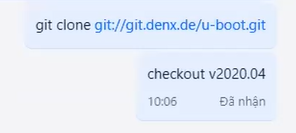 git clone git://git.denx.de/u-boot.git
checkout v2020.04
10:06 Đã nhận